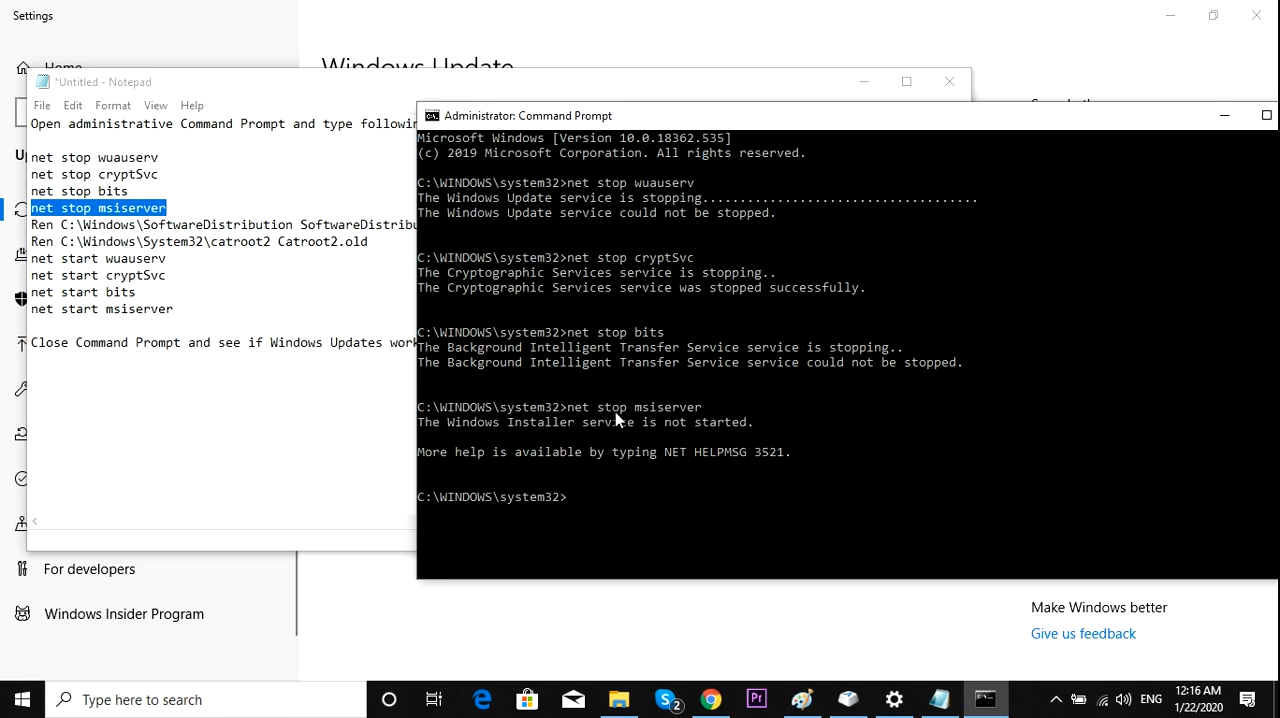 Settings
Home
Windows Update
*Untitled - Notepad
File Edit Format View Help
Open administrative Command Prompt and type
net stop wuauserv
net stop cryptSvc
net stop bits
net stop msiserver
Ren C:\Windows\SoftwareDistribution
Ren C:\Windows\System32\catroot2 Catroot2.old
net start wuauserv
net start cryptSvc
net start bits
net start msiserver
Close Command Prompt and see if Windows Updates
Administrator: Command Prompt
Microsoft Windows [Version 10.0.18362.535]
(c) 2019 Microsoft Corporation. All rights reserved.
C:\WINDOWS\system32>net stop wuauserv
The Windows Update service is stopping.....................................
The Windows Update service could not be stopped.
C:\WINDOWS\system32>net stop cryptSvc
The Cryptographic Services service is stopping..
The Cryptographic Services service was stopped successfully.
C:\WINDOWS\system32>net stop bits
The Background Intelligent Transfer Service service is stopping..
The Background Intelligent Transfer Service service could not be stopped.
C:\WINDOWS\system32>net stop msiserver
The Windows Installer service is not started.
More help is available by typing NET HELPMSG 3521.
C:\WINDOWS\system32>
For developers
Windows Insider Program
Make Windows better
Give us feedback
Type here to search
2
ENG
12:16 AM
1/22/2020